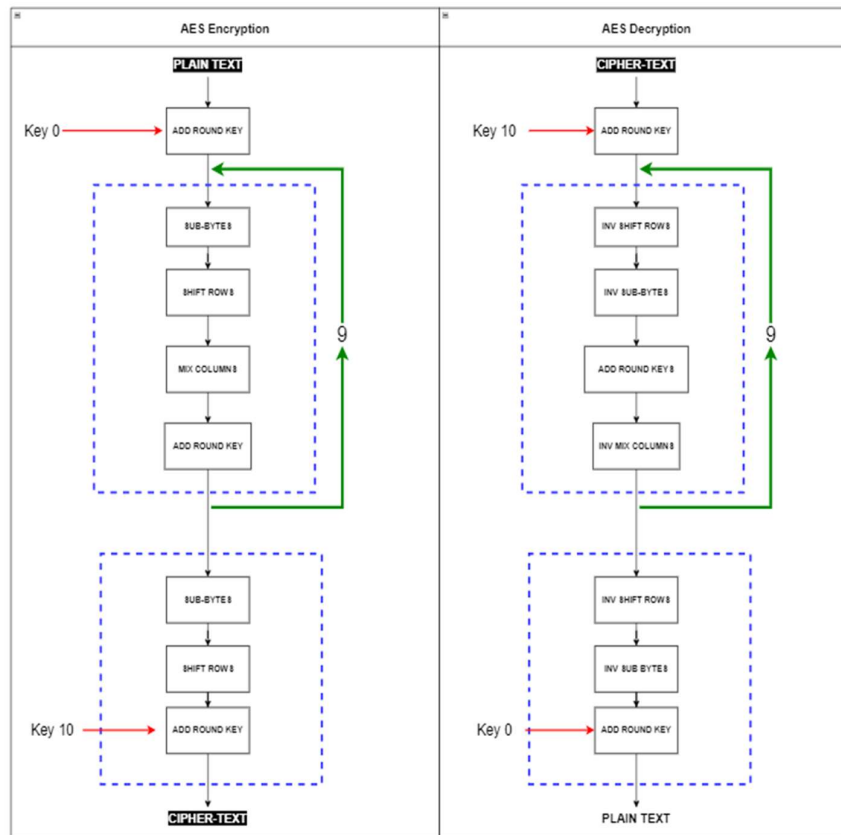 AES Encryption
PLAIN TEXT
Key 0
ADD ROUND KEY
SUB-BYTES
SHIFT ROWS
9
MIX COLUMNS
ADD ROUND KEY
SUB-BYTES
SHIFT ROWS
Key 10
ADD ROUND KEY
CIPHER-TEXT
AES Decryption
CIPHER-TEXT
Key 10
ADD ROUND KEY
INV SHIFT ROWS
INV SUB-BYTES
9
ADD ROUND KEYS
INV MIX COLUMNS
INV SHIFT ROWS
INV SUB BYTES
Key 0
ADD ROUND KEY
PLAIN TEXT